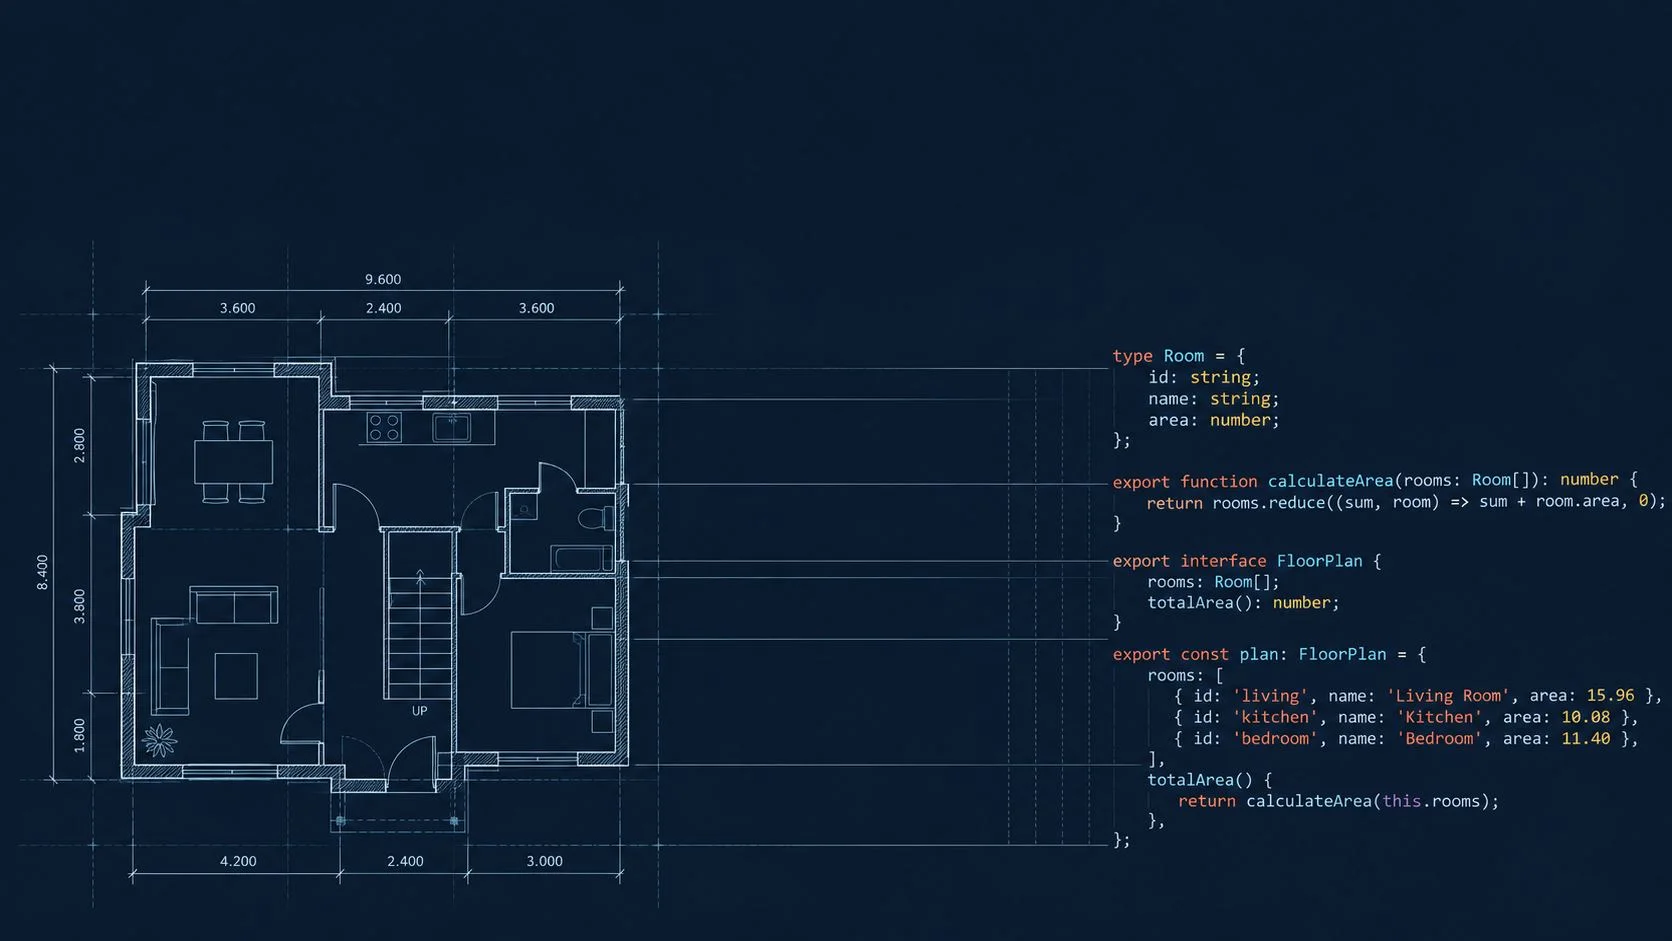 9.600
3.600
2.400
3.600
2.800
8.400
3.800
1.800
UP
4.200
2.400
3.000
type Room = {
id: string;
name: string;
area: number;
};
export function calculateArea(rooms: Room[]): number {
return rooms.reduce((sum, room) => sum + room.area, 0);
}
export interface FloorPlan {
rooms: Room[];
totalArea(): number;
}
export const plan: FloorPlan = {
rooms: [
{ id: 'living', name: 'Living Room', area: 15.96 },
{ id: 'kitchen', name: 'Kitchen', area: 10.08 },
{ id: 'bedroom', name: 'Bedroom', area: 11.40 },
],
totalArea() {
return calculateArea(this.rooms);
},
};